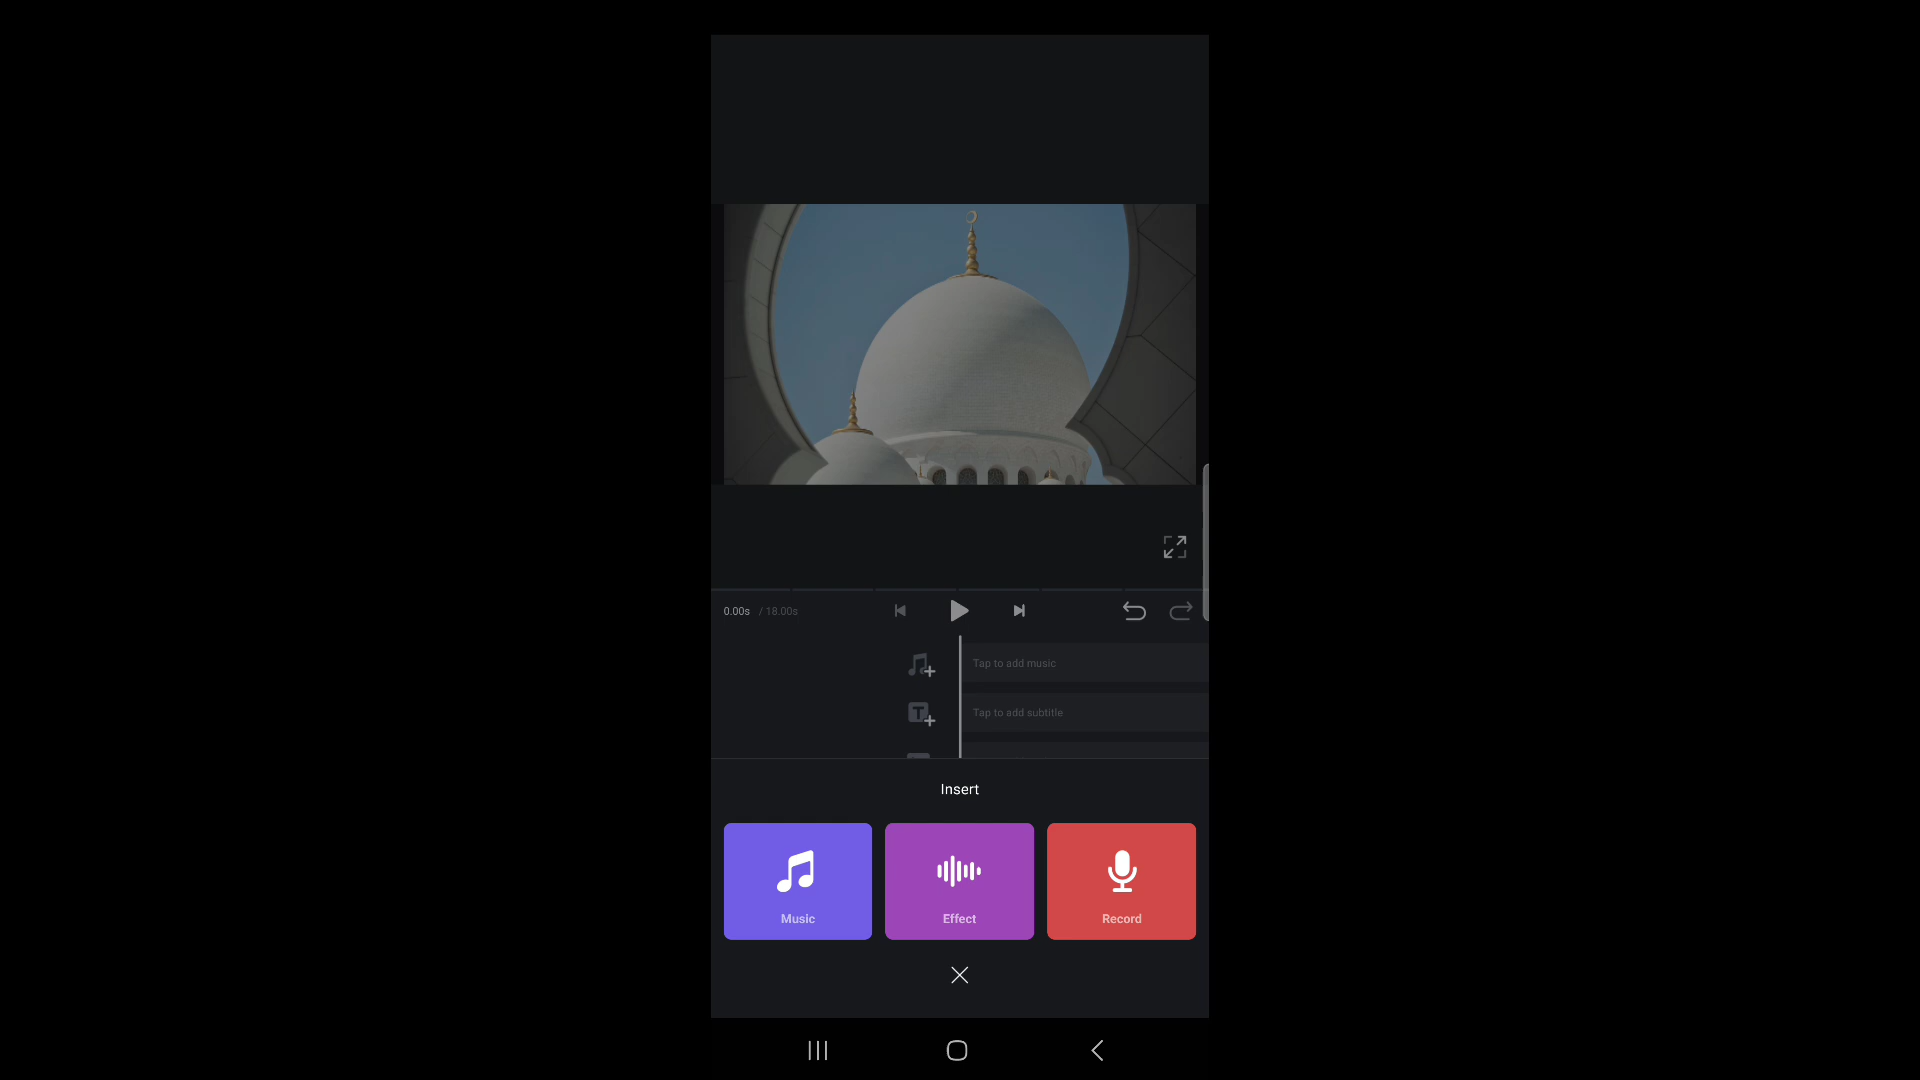 0.00s / 18.00s
Tap to add music
T
Tap to add subtitle
Insert
Music
Effect
Record